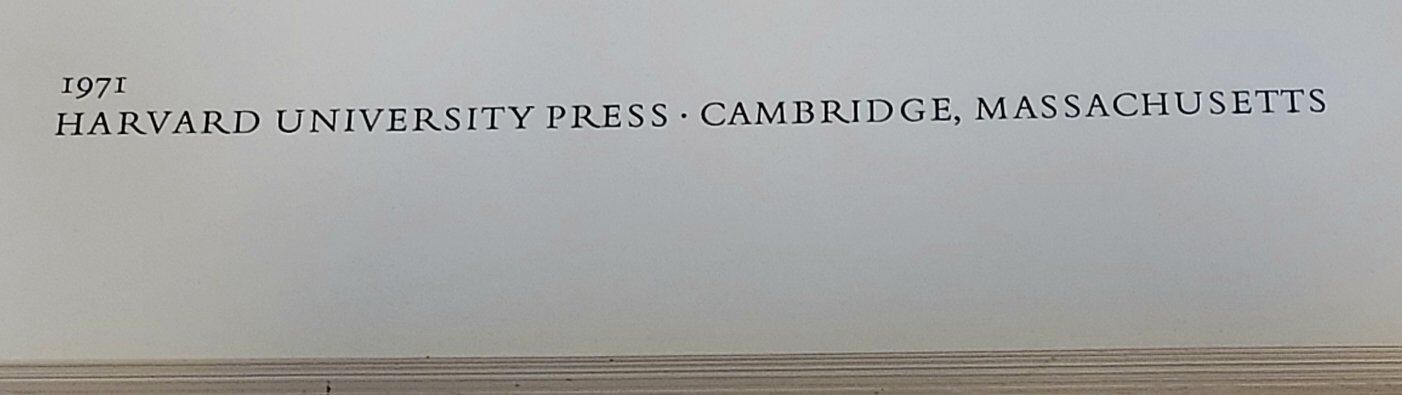 1971
HARVARD UNIVERSITY PRESS · CAMBRIDGE, MASSACHUSETTS